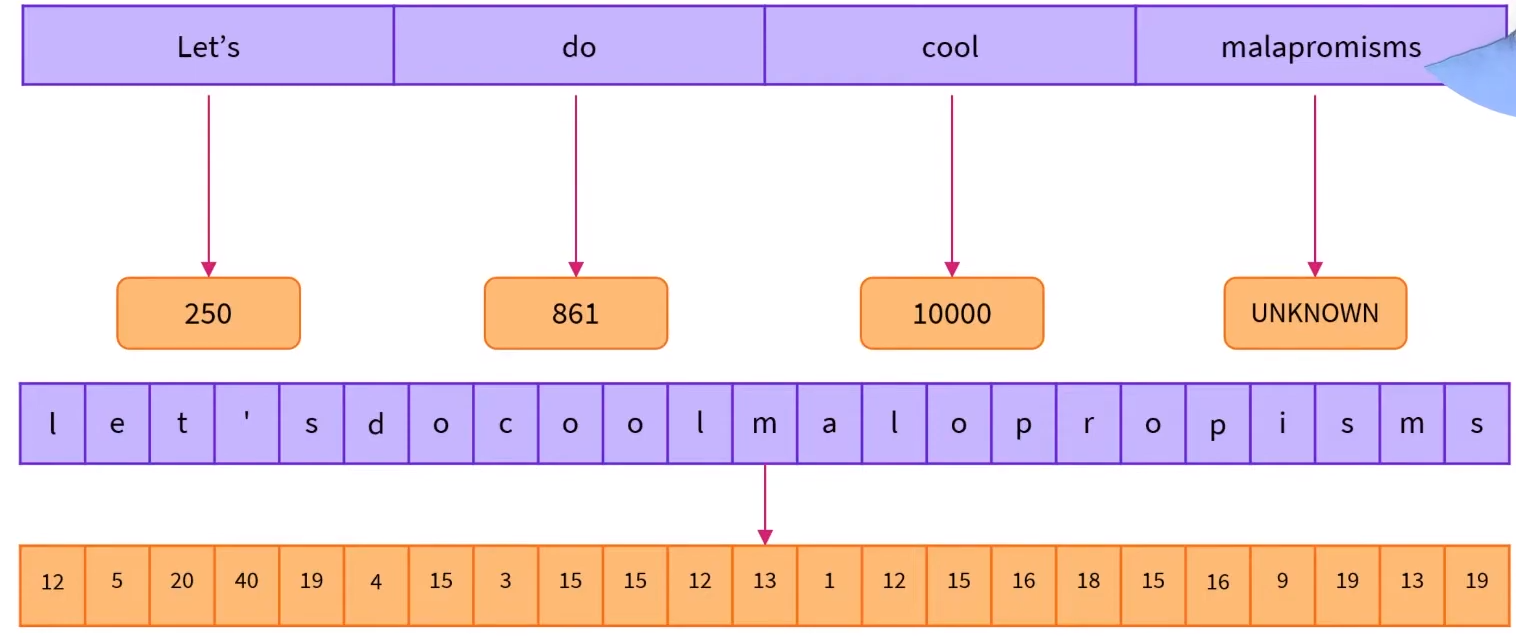 Let’s do cool malapromisms
250 861 10000 UNKNOWN
l e t ' s d o c o o l m a l o p r o p i s m s
12 5 20 40 19 4 15 3 15 15 12 13 1 12 15 16 18 15 16 9 19 13 19